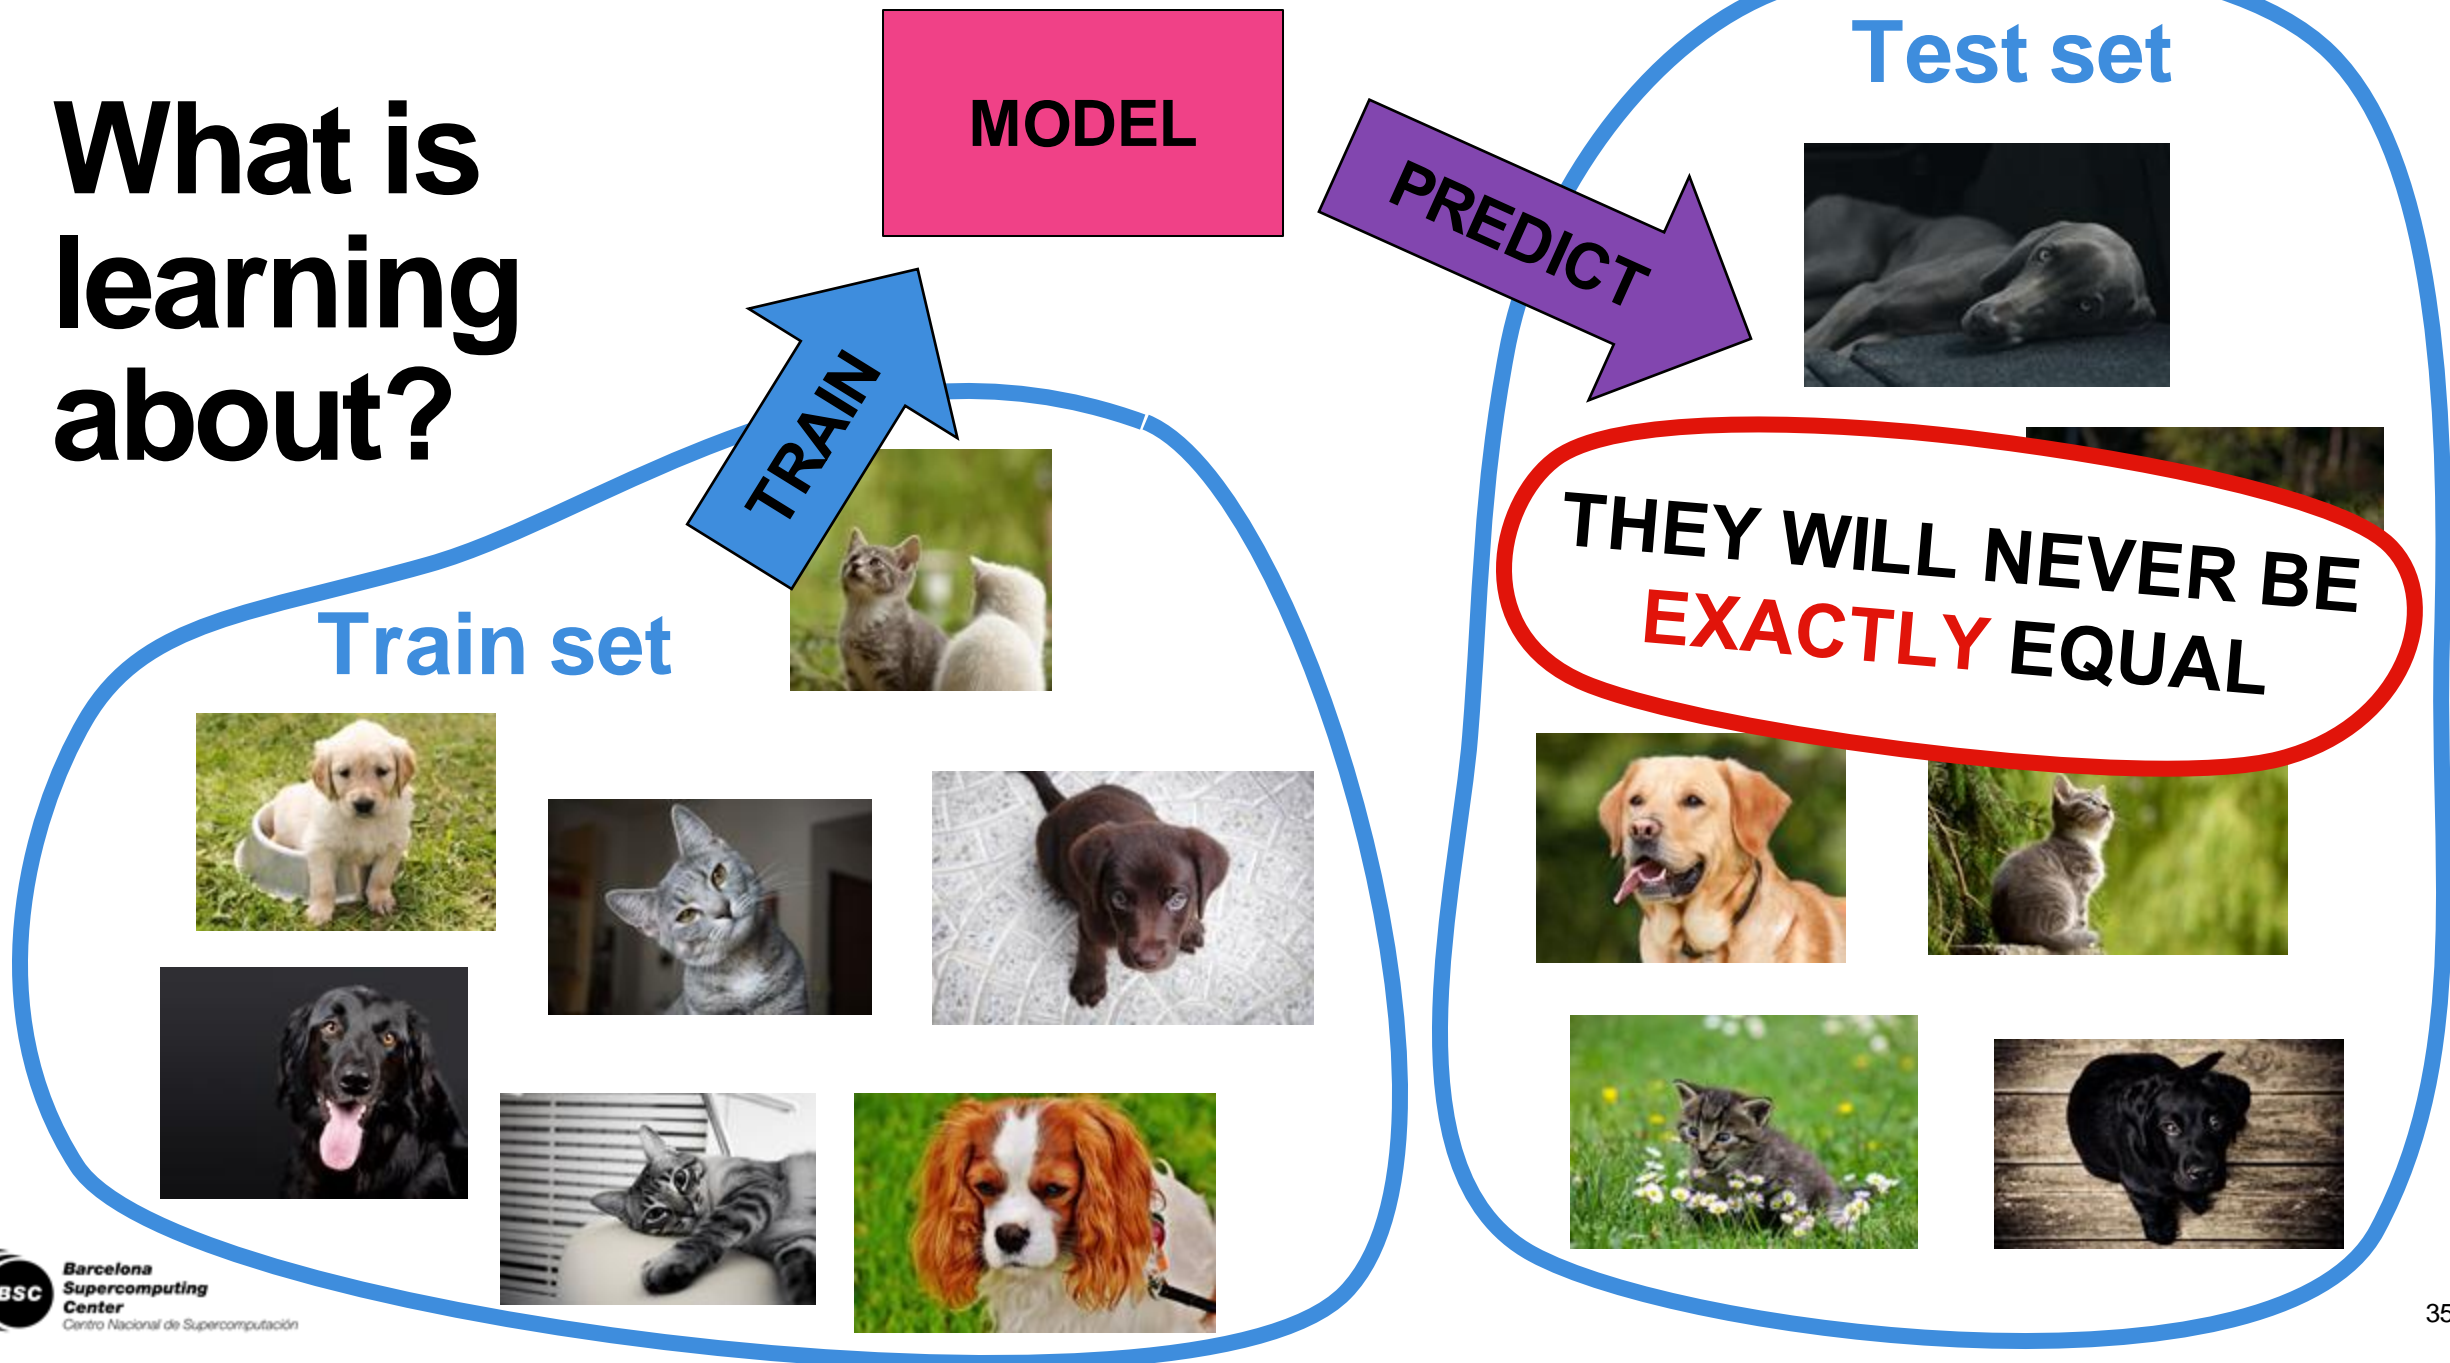 What is
learning
about?
MODEL
TRAIN
PREDICT
Test set
THEY WILL NEVER BE
EXACTLY EQUAL
Train set
BSC
Barcelona
Supercomputing
Center
Centro Nacional de Supercomputación
35